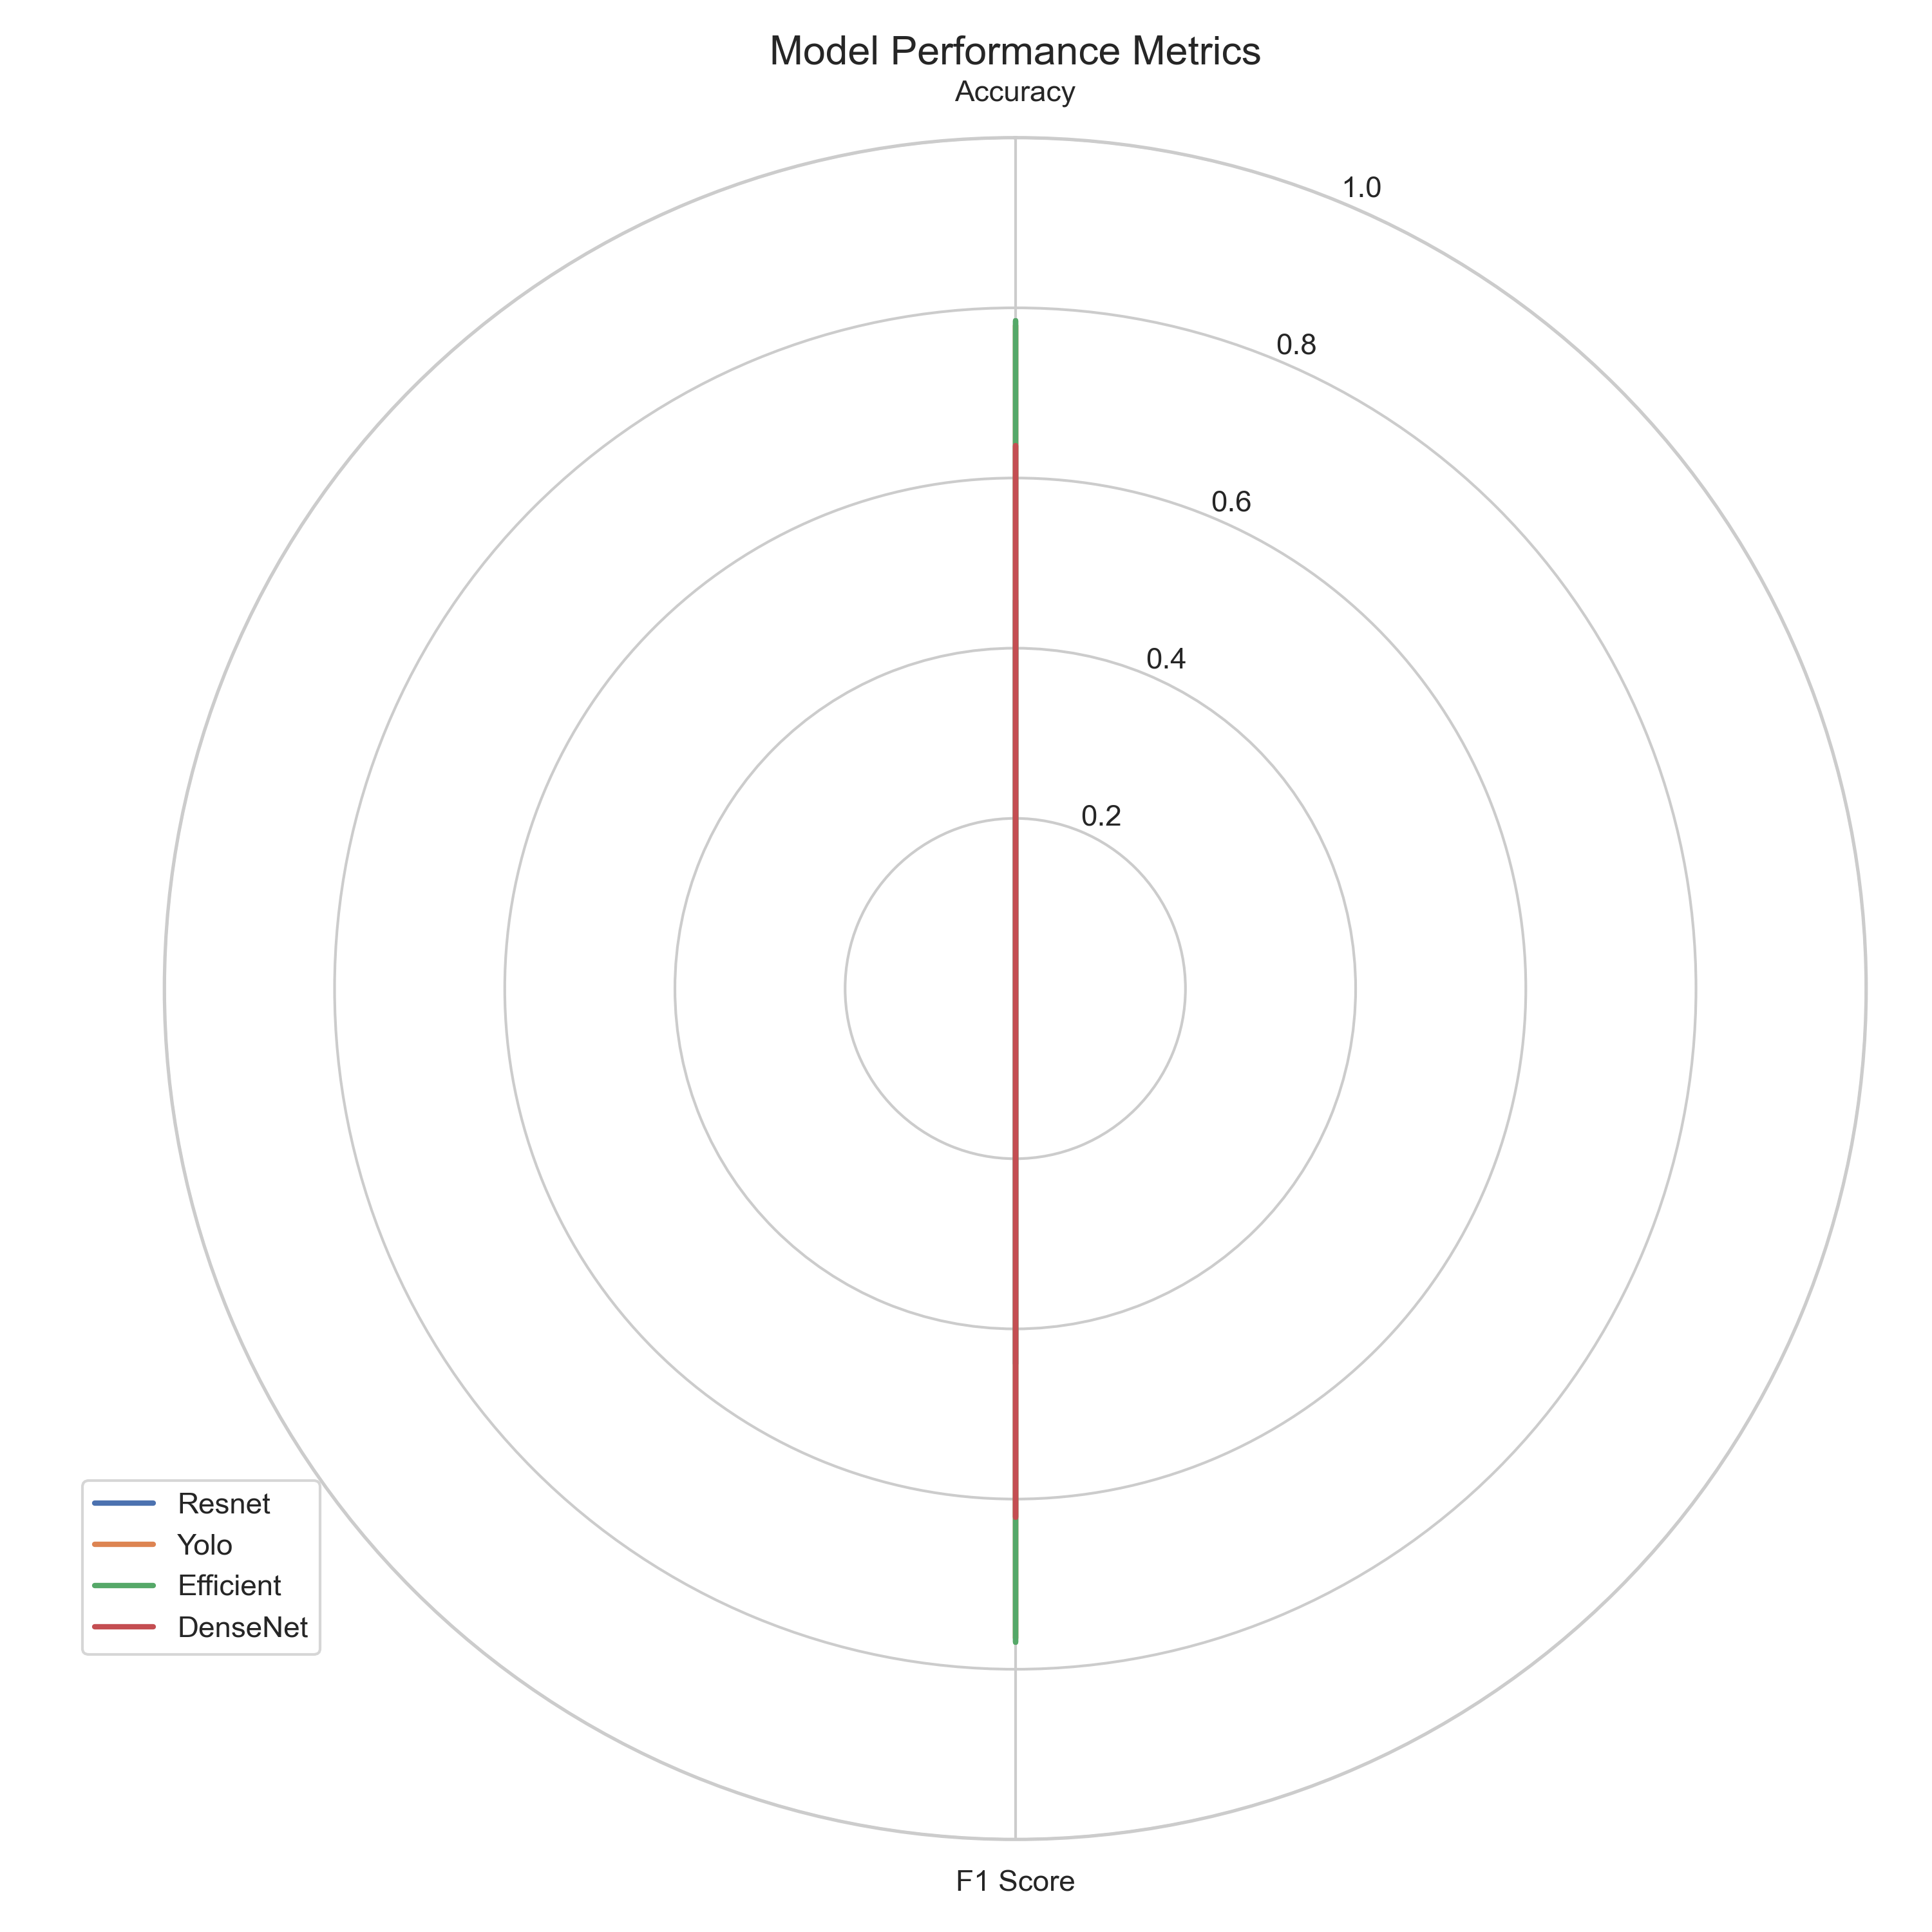 Model Performance Metrics
Accuracy
1.0
0.8
0.6
0.4
0.2
Resnet
Yolo
Efficient
DenseNet
F1 Score